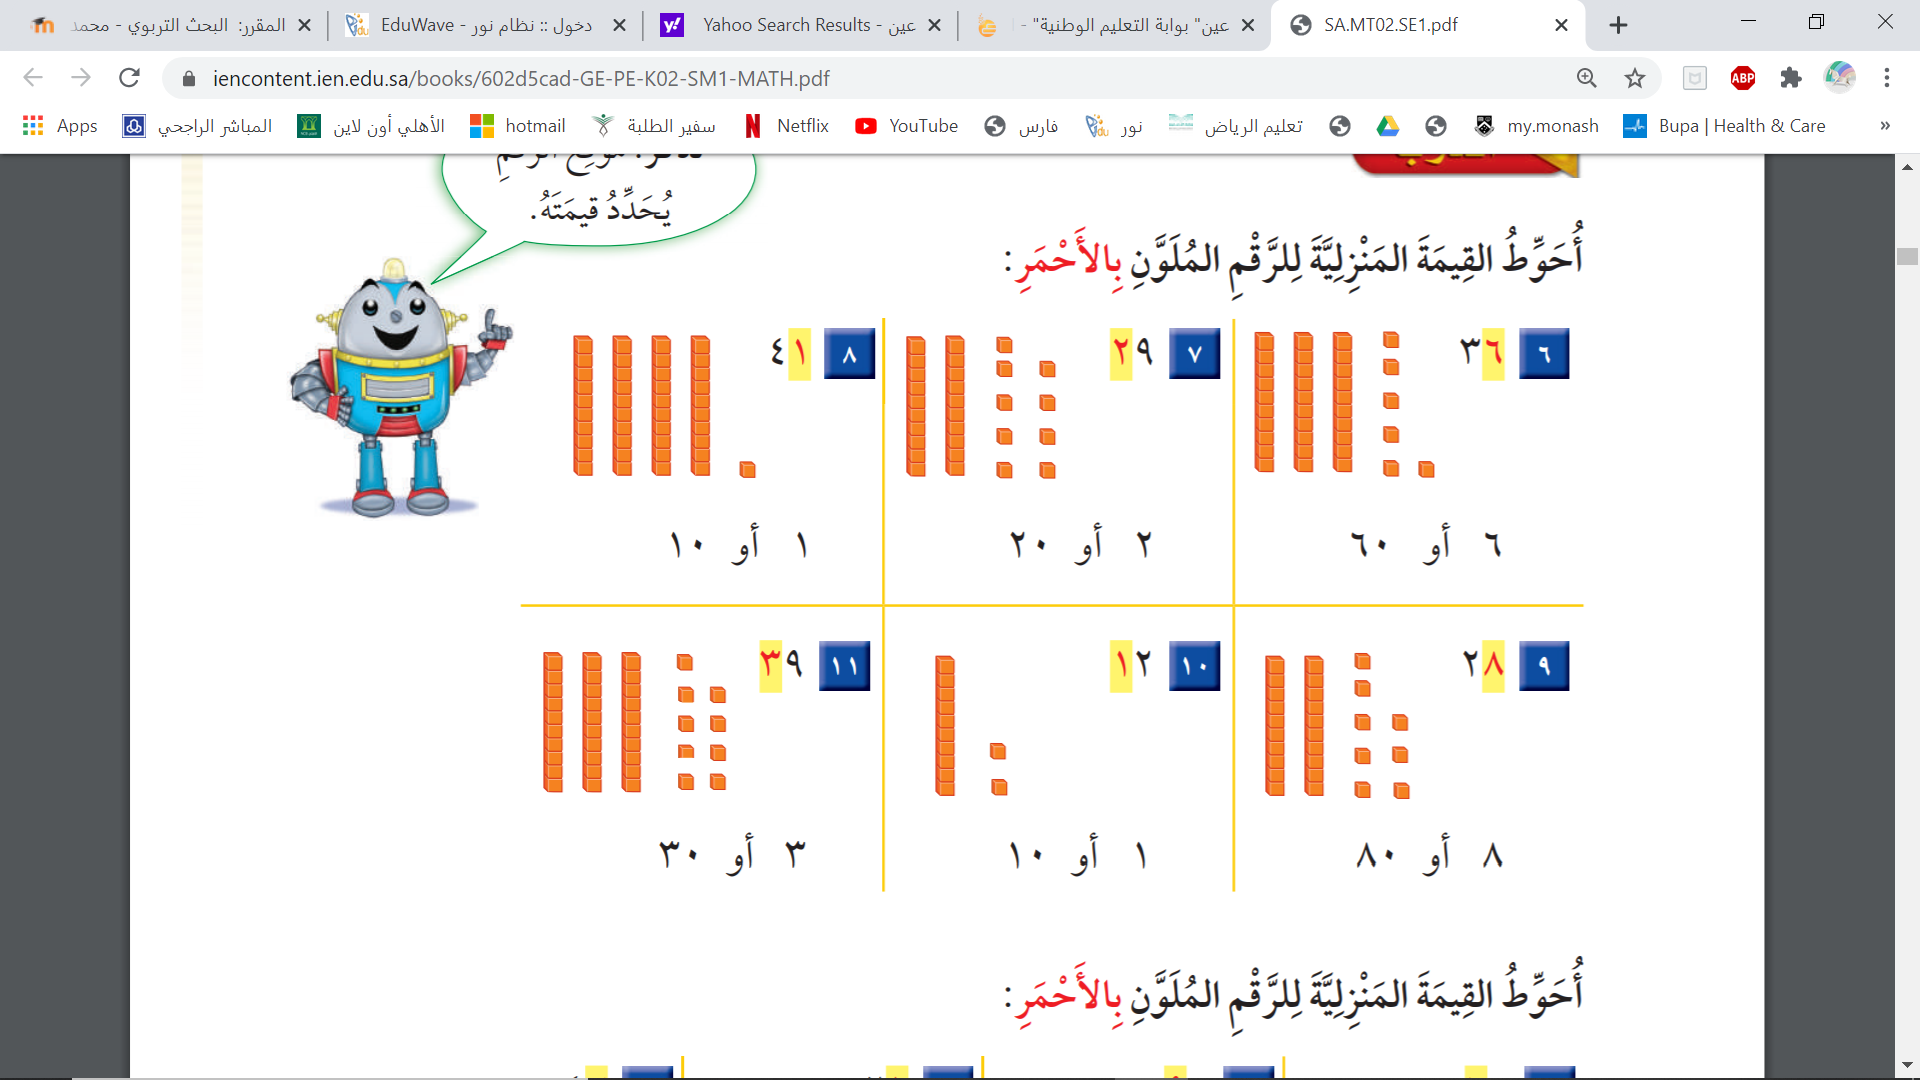 المقرر: البحث التربوي - محمد
EduWave - دخول :: نظام نور
Yahoo Search Results - عين
عين" بوابة التعليم الوطنية" -
SA.MT02.SE1.pdf
iencontent.ien.edu.sa/books/602d5cad-GE-PE-K02-SM1-MATH.pdf
ABP
Apps المباشر الراجحي الأهلي أون لاين hotmail سفير الطلبة Netflix YouTube فارس نور تعليم الرياض my.monash Bupa | Health & Care »
يُحَدِّدُ قيمَتَهُ.
أُحَوِّطُ القِيمَةَ المَنْزِلِيَّةَ لِلرَّقْمِ المُلَوَّنِ بِالأَحْمَرِ :
٦ ٣٦
٧ ٢٩
٨ ٤١
٦ أو ٦٠
٢ أو ٢٠
١ أو ١٠
٩ ٢٨
١٠ ١٢
١١ ٣٩
٨ أو ٨٠
١ أو ١٠
٣ أو ٣٠
أُحَوِّطُ القِيمَةَ المَنْزِلِيَّةَ لِلرَّقْمِ المُلَوَّنِ بِالأَحْمَرِ :